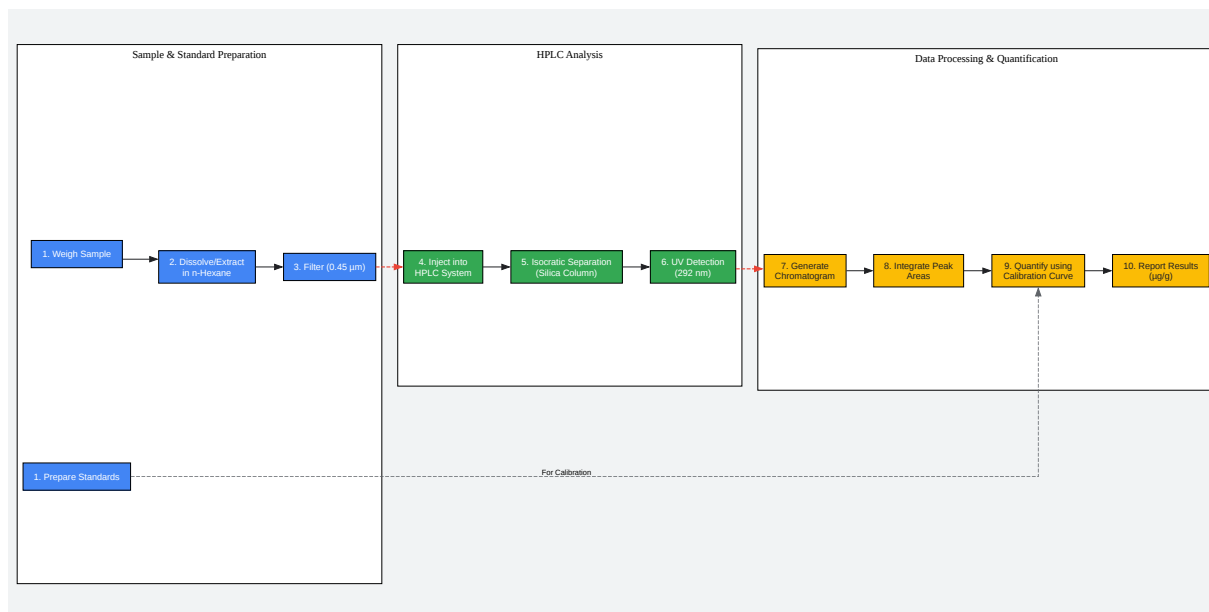 Sample & Standard Preparation
1. Weigh Sample
2. Dissolve/Extract
in n-Hexane
3. Filter (0.45 µm)
1. Prepare Standards
For Calibration
HPLC Analysis
4. Inject into
HPLC System
5. Isocratic Separation
(Silica Column)
6. UV Detection
(292 nm)
Data Processing & Quantification
7. Generate
Chromatogram
8. Integrate Peak
Areas
9. Quantify using
Calibration Curve
10. Report Results
(µg/g)